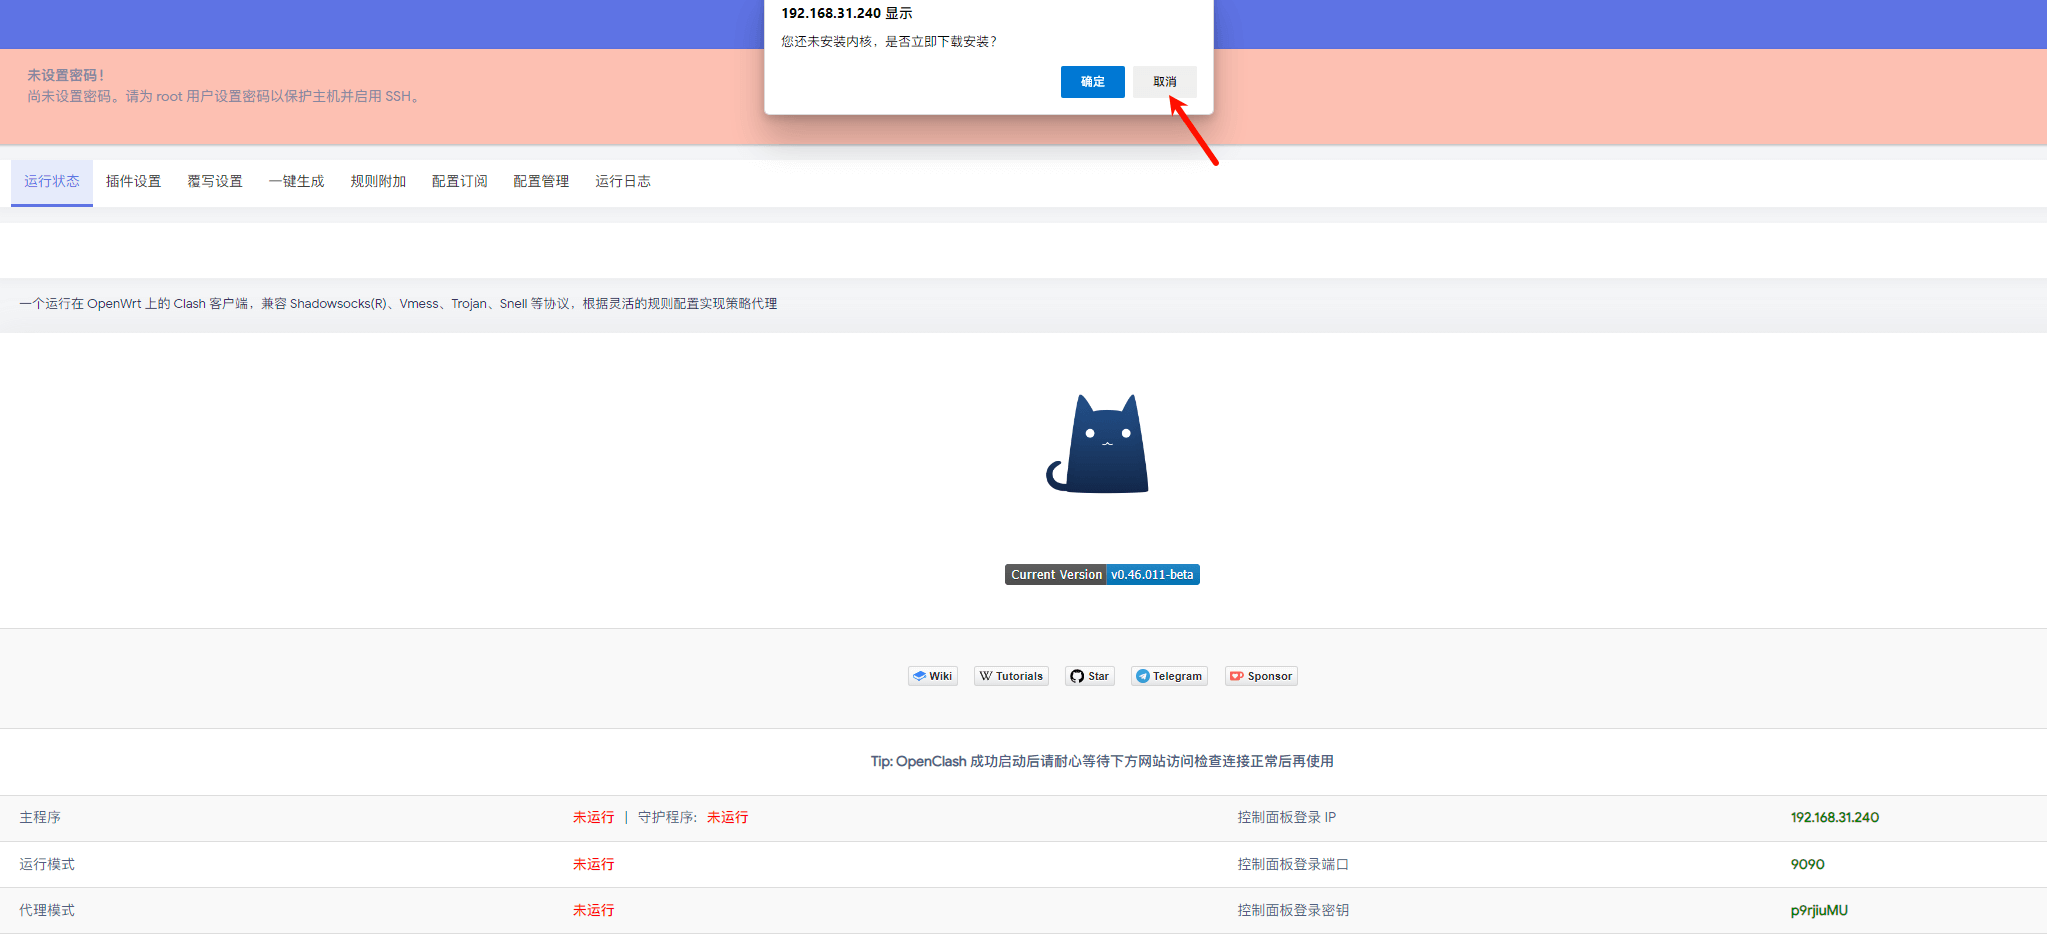 192.168.31.240 显示
您还未安装内核，是否立即下载安装？
确定 取消
未设置密码！
尚未设置密码。请为 root 用户设置密码以保护主机并启用 SSH。
运行状态 插件设置 覆写设置 一键生成 规则附加 配置订阅 配置管理 运行日志
一个运行在 OpenWrt 上的 Clash 客户端，兼容 Shadowsocks(R)、Vmess、Trojan、Snell 等协议，根据灵活的规则配置实现策略代理
Current Version v0.46.011-beta
Wiki Tutorials Star Telegram Sponsor
Tip: OpenClash 成功启动后请耐心等待下方网站访问检查连接正常后再使用
主程序 未运行 | 守护程序: 未运行 控制面板登录 IP 192.168.31.240
运行模式 未运行 控制面板登录端口 9090
代理模式 未运行 控制面板登录密钥 p9rjiuMU